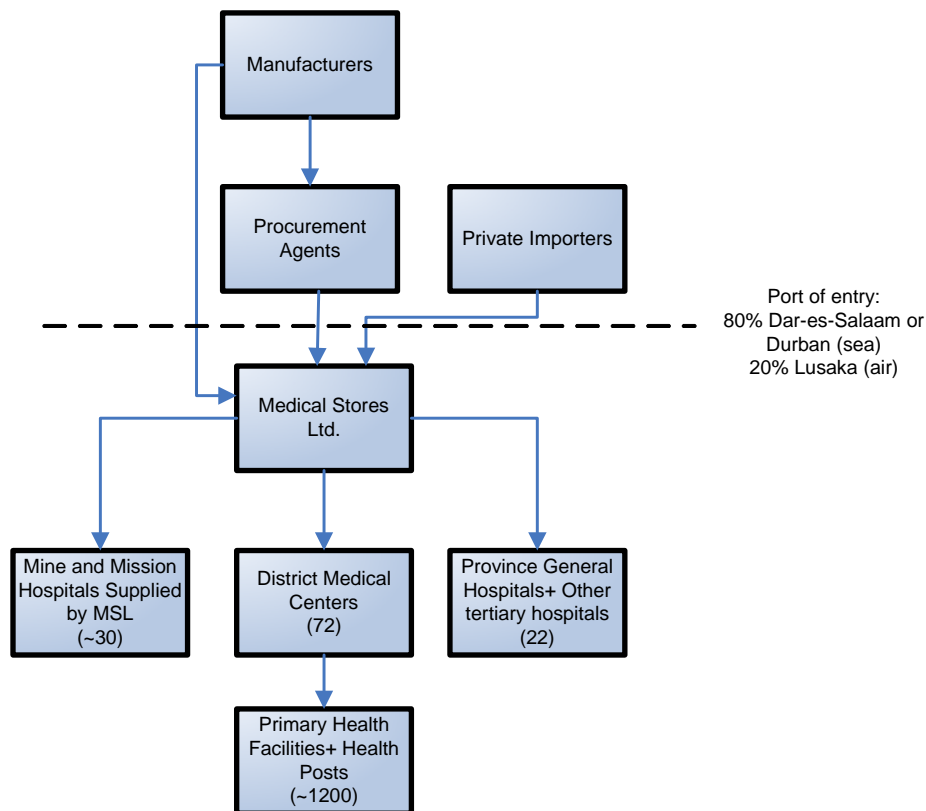 Manufacturers
Procurement
Agents
Private Importers
Port of entry:
80% Dar-es-Salaam or
Durban (sea)
20% Lusaka (air)
Medical Stores
Ltd.
Mine and Mission
Hospitals Supplied
by MSL
(~30)
District Medical
Centers
(72)
Province General
Hospitals+ Other
tertiary hospitals
(22)
Primary Health
Facilities+ Health
Posts
(~1200)